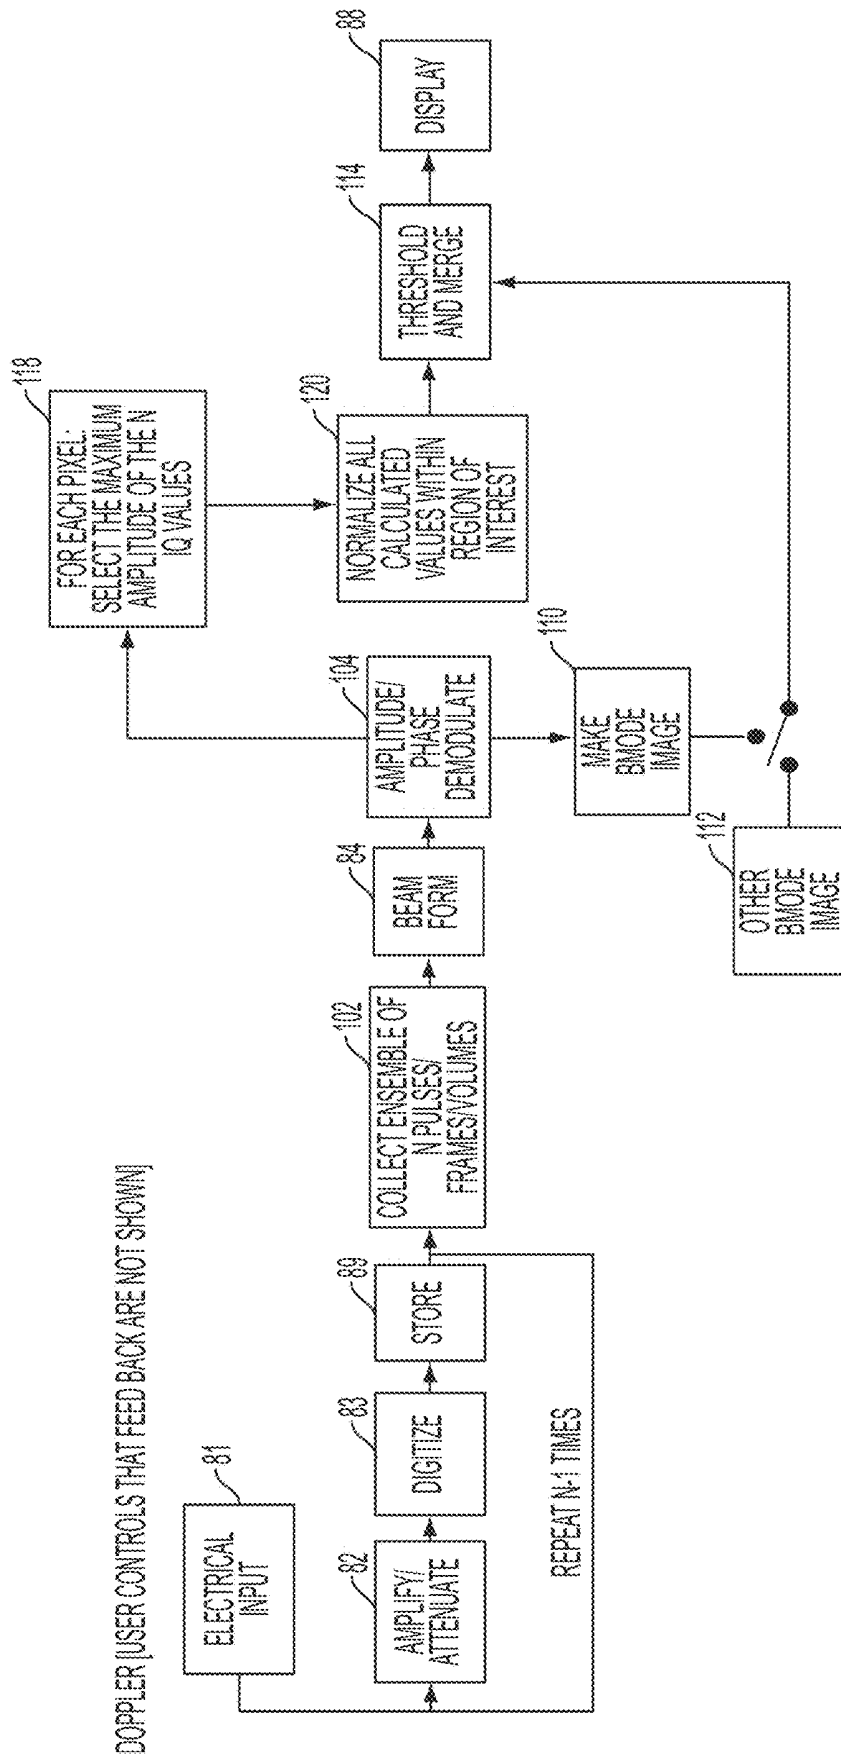 DOPPLER [USER CONTROLS THAT FEED BACK ARE NOT SHOWN]
81
ELECTRICAL
INPUT
82
AMPLIFY/
ATTENUATE
83
DIGITIZE
89
STORE
REPEAT N-1 TIMES
102
COLLECT ENSEMBLE OF
N PULSES/
FRAMES/VOLUMES
84
BEAM
FORM
104
AMPLITUDE/
PHASE
DEMODULATE
118
FOR EACH PIXEL:
SELECT THE MAXIMUM
AMPLITUDE OF THE N
IQ VALUES
120
NORMALIZE ALL
CALCULATED
VALUES WITHIN
REGION OF
INTEREST
110
MAKE
BMODE
IMAGE
112
OTHER
BMODE
IMAGE
114
THRESHOLD
AND MERGE
88
DISPLAY